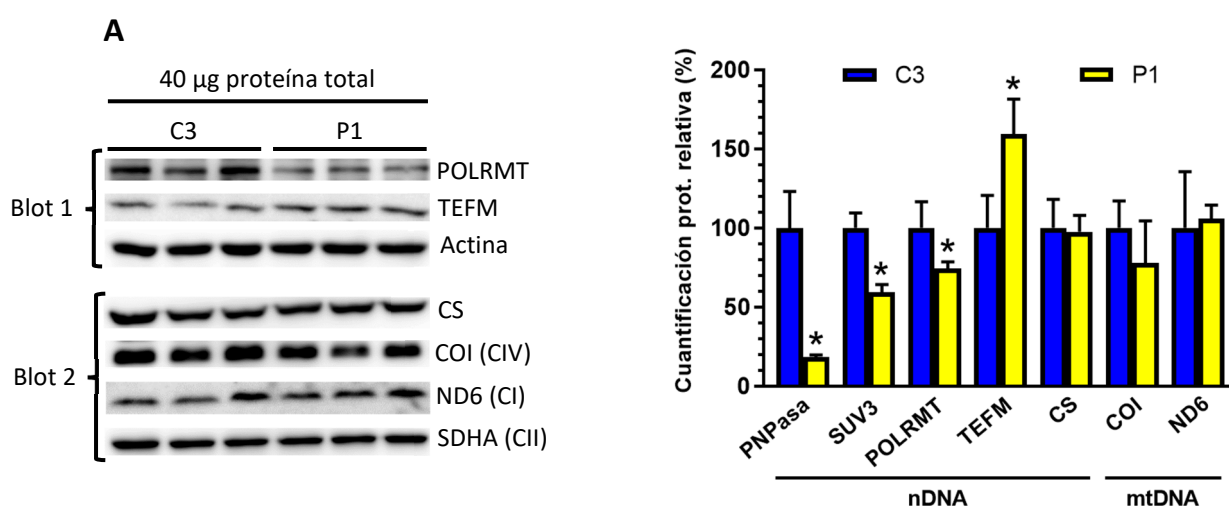 A
40 µg proteína total
C3 P1
Blot 1
POLRMT
TEFM
Actina
Blot 2
CS
COI (CIV)
ND6 (CI)
SDHA (CII)
Cuantificación prot. relativa (%)
200
150
100
50
0
C3 P1
*
*
*
*
PNPasa
SUV3
POLRMT
TEFM
CS
COI
ND6
nDNA mtDNA